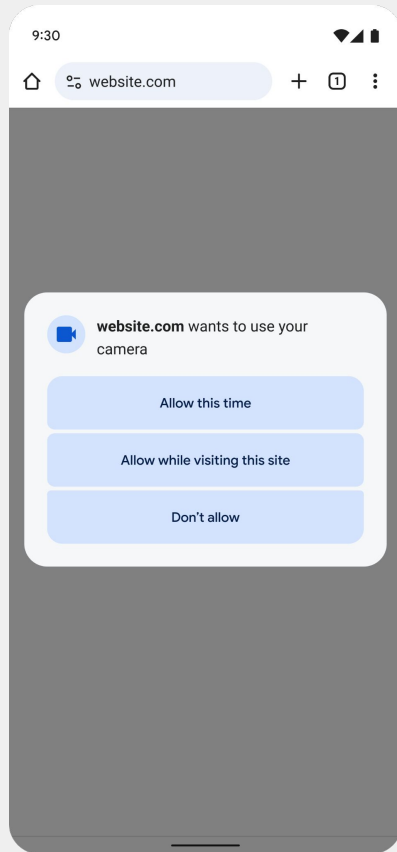 9:30
website.com
1
website.com wants to use your
camera
Allow this time
Allow while visiting this site
Don't allow